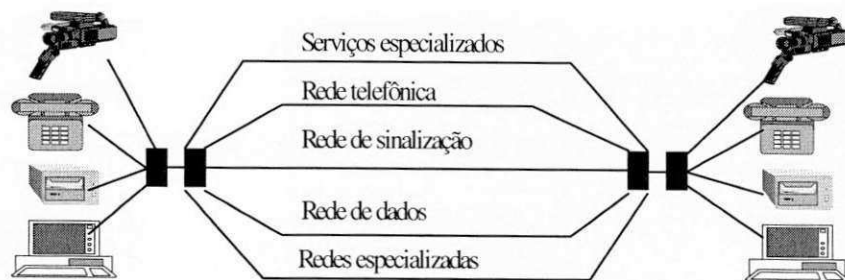 Serviços especializados
Rede telefônica
Rede de sinalização
Rede de dados
Redes especializadas